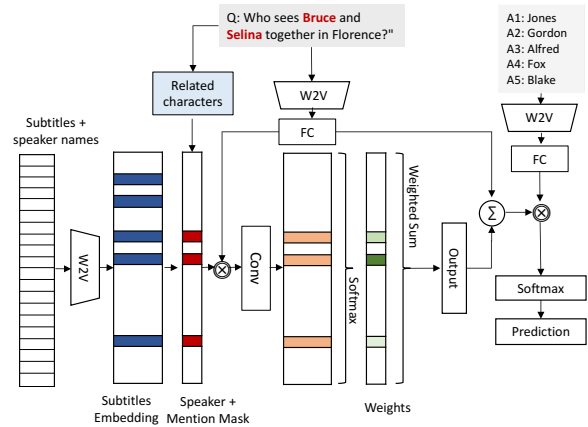 Q: Who sees Bruce and
Selina together in Florence?"
A1: Jones
A2: Gordon
A3: Alfred
A4: Fox
A5: Blake
Related
characters
W2V
W2V
FC
FC
Subtitles +
speaker names
W2V
Conv
Softmax
Weighted Sum
Output
Σ
Softmax
Prediction
Subtitles
Embedding
Speaker +
Mention Mask
Weights